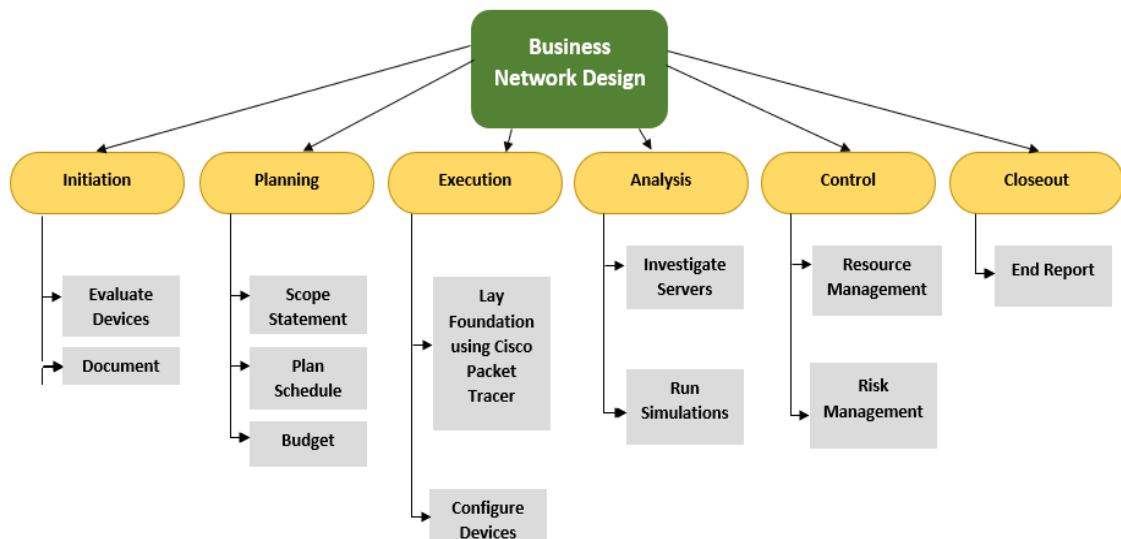 Business
Network Design
Initiation
Planning
Execution
Analysis
Control
Closeout
Evaluate
Devices
Document
Scope
Statement
Plan
Schedule
Budget
Lay
Foundation
using Cisco
Packet
Tracer
Configure
Devices
Investigate
Servers
Run
Simulations
Resource
Management
Risk
Management
End Report